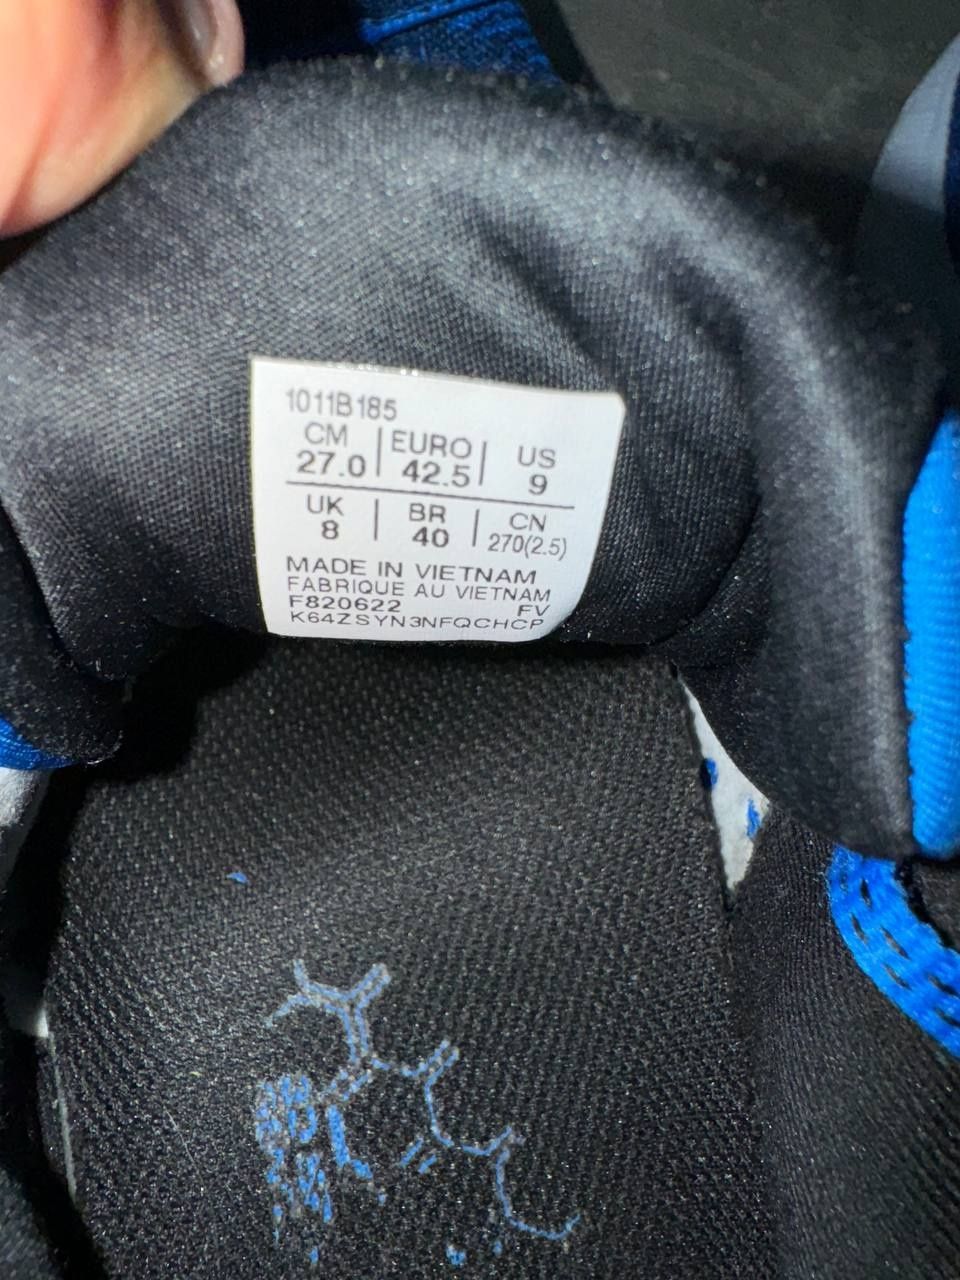 1011B185
CM | EURO | US
27.0 | 42.5 | 9
UK | BR | CN
8 | 40 | 270(2.5)
MADE IN VIETNAM
FABRIQUE AU VIETNAM
F820622 FV
K64ZSYN3NFQCHCP